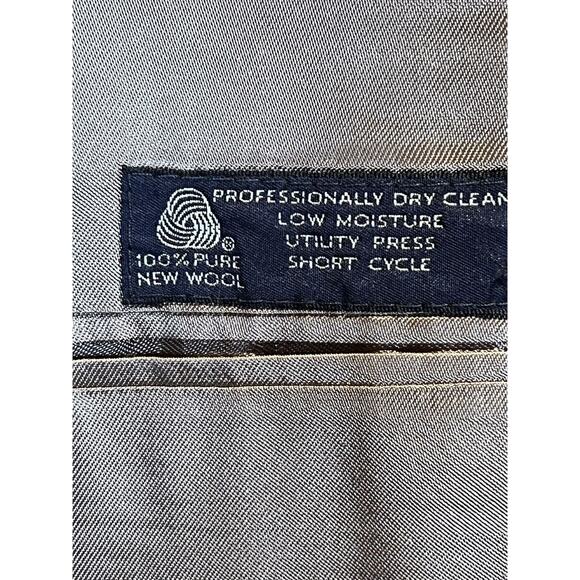 PROFESSIONALLY DRY CLEAN
LOW MOISTURE
UTILITY PRESS
SHORT CYCLE
®
100% PURE
NEW WOOL